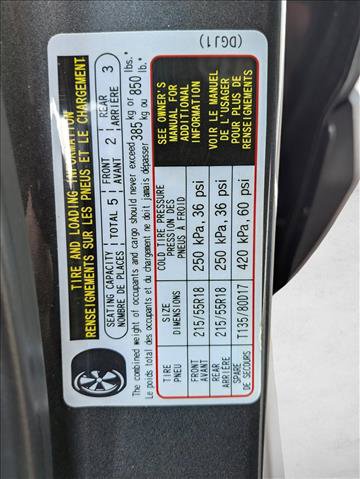 TIRE AND LOADING INFORMATION
RENSEIGNEMENTS SUR LES PNEUS ET LE CHARGEMENT
SEATING CAPACITY TOTAL 5 FRONT 2 REAR 3
NOMBRE DE PLACES AVANT ARRIÈRE
The combined weight of occupants and cargo should never exceed 385 kg or 850 lbs.*
Le poids total des occupants et du chargement ne doit jamais dépasser kg ou lb.*
TIRE SIZE COLD TIRE PRESSURE
PNEU DIMENSIONS PRESSION DES
PNEUS À FROID
FRONT 215/55R18 250 kPa, 36 psi
AVANT
REAR 215/55R18 250 kPa, 36 psi
ARRIÈRE
SPARE T135/80D17 420 kPa, 60 psi
DE SECOURS
SEE OWNER'S
MANUAL FOR
ADDITIONAL
INFORMATION
VOIR LE MANUEL
DE L'USAGER
POUR PLUS DE
RENSEIGNEMENTS
(DGJ1)